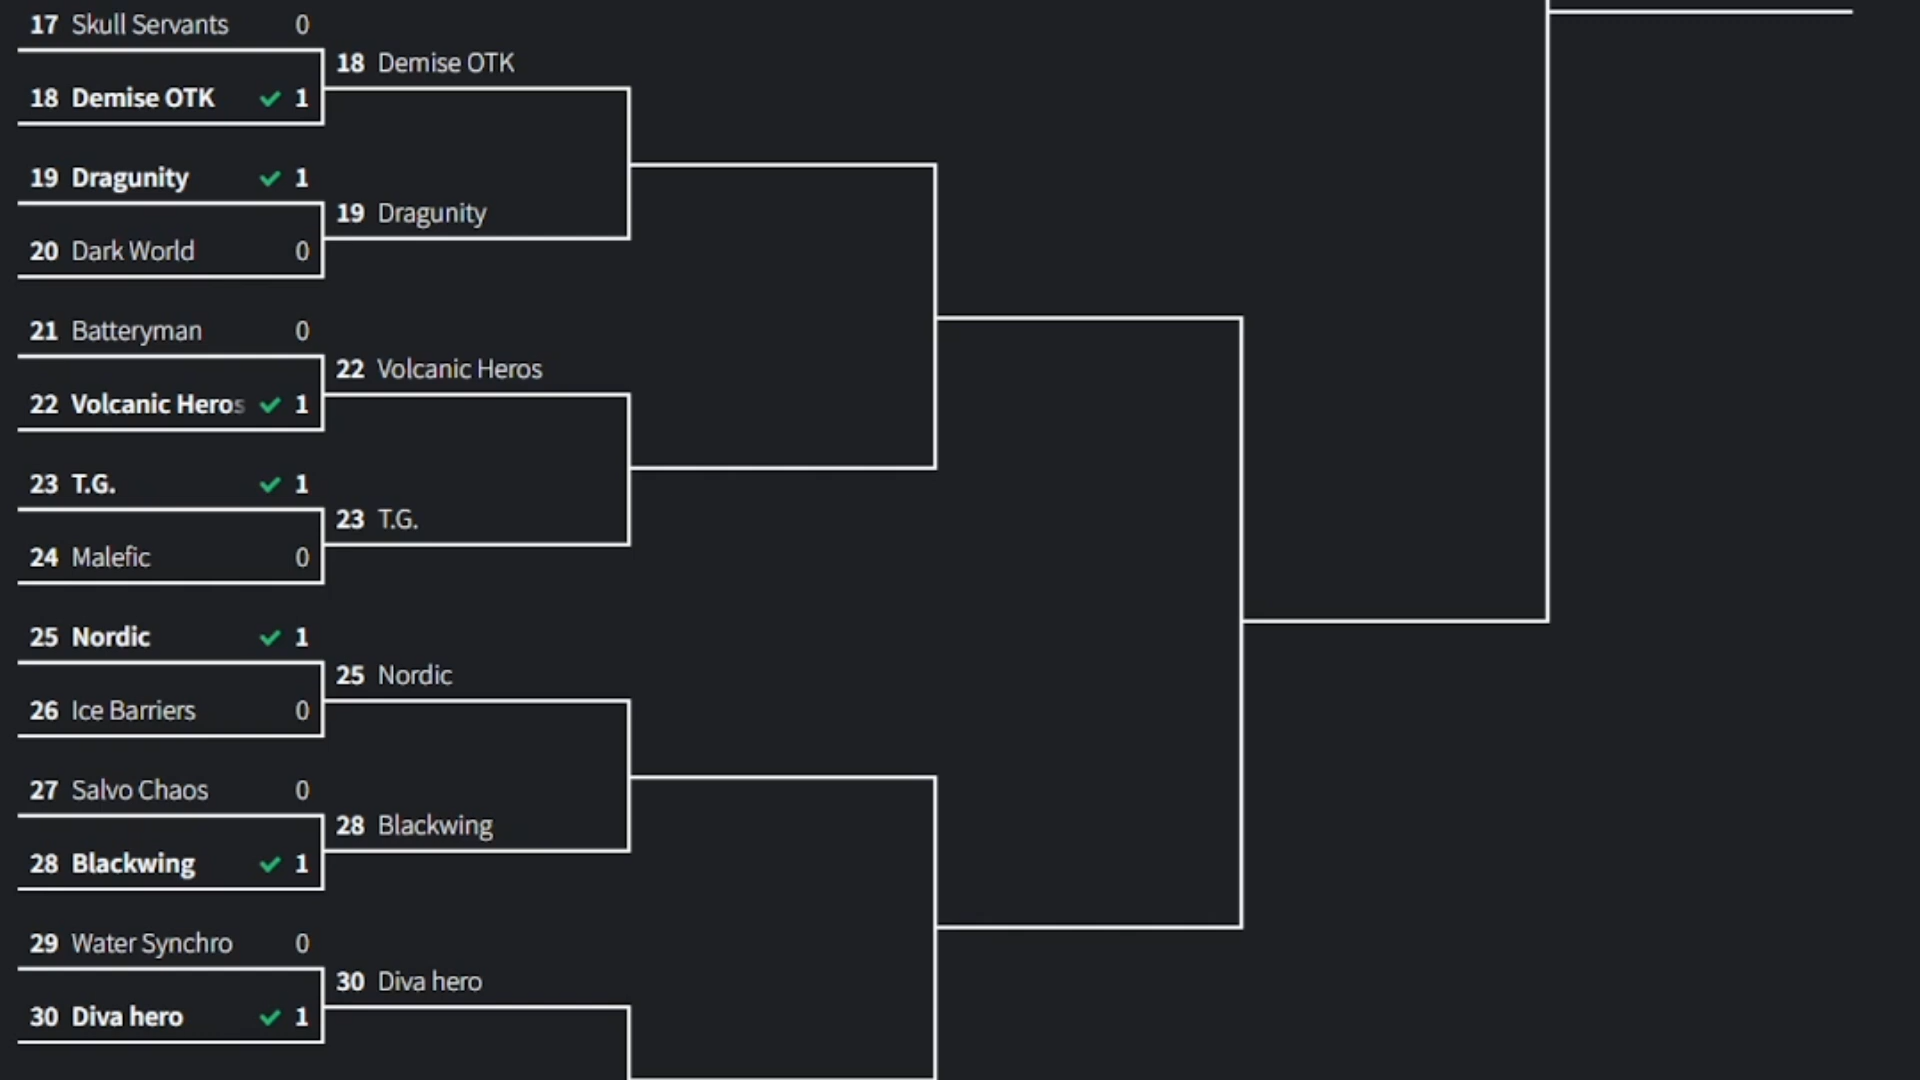 17 Skull Servants 0
18 Demise OTK 1
19 Dragunity 1
20 Dark World 0
21 Batteryman 0
22 Volcanic Heros 1
23 T.G. 1
24 Malefic 0
25 Nordic 1
26 Ice Barriers 0
27 Salvo Chaos 0
28 Blackwing 1
29 Water Synchro 0
30 Diva hero 1
18 Demise OTK
19 Dragunity
22 Volcanic Heros
23 T.G.
25 Nordic
28 Blackwing
30 Diva hero